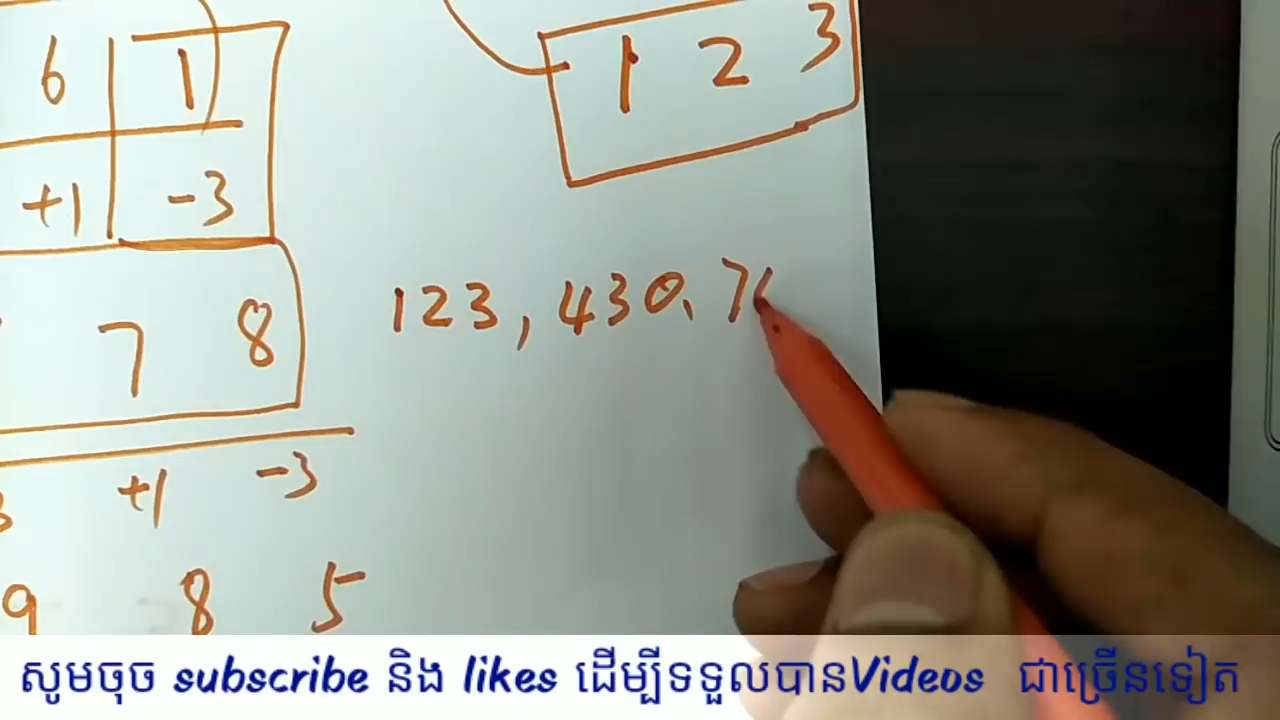 6 1
1 2 3
+1 -3
7 8
123, 430, 7
+1 -3
9 8 5
សូមចុច subscribe និង likes ដើម្បីទទួលបានVideos ជាច្រើនទៀត